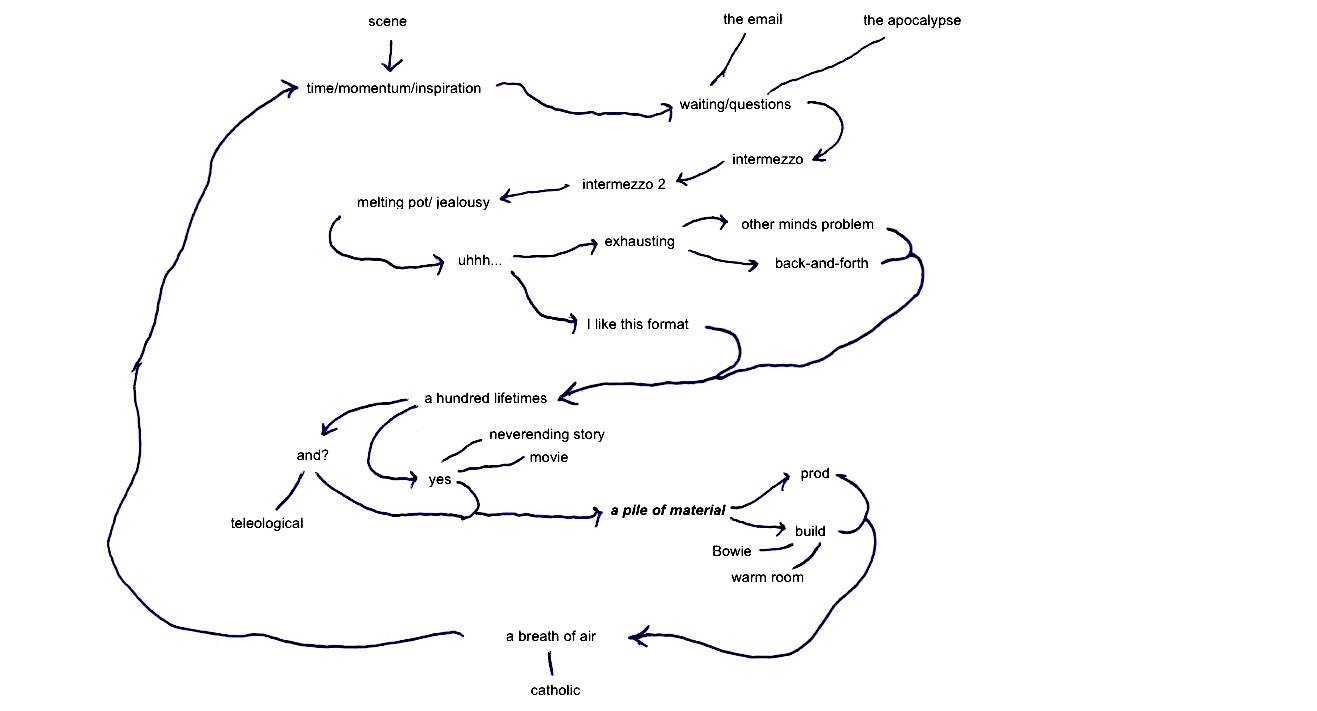 scene
the email
the apocalypse
time/momentum/inspiration
waiting/questions
intermezzo
intermezzo 2
melting pot/ jealousy
other minds problem
exhausting
uhhh...
back-and-forth
I like this format
a hundred lifetimes
neverending story
and?
movie
yes
prod
a pile of material
teleological
build
Bowie
warm room
a breath of air
catholic